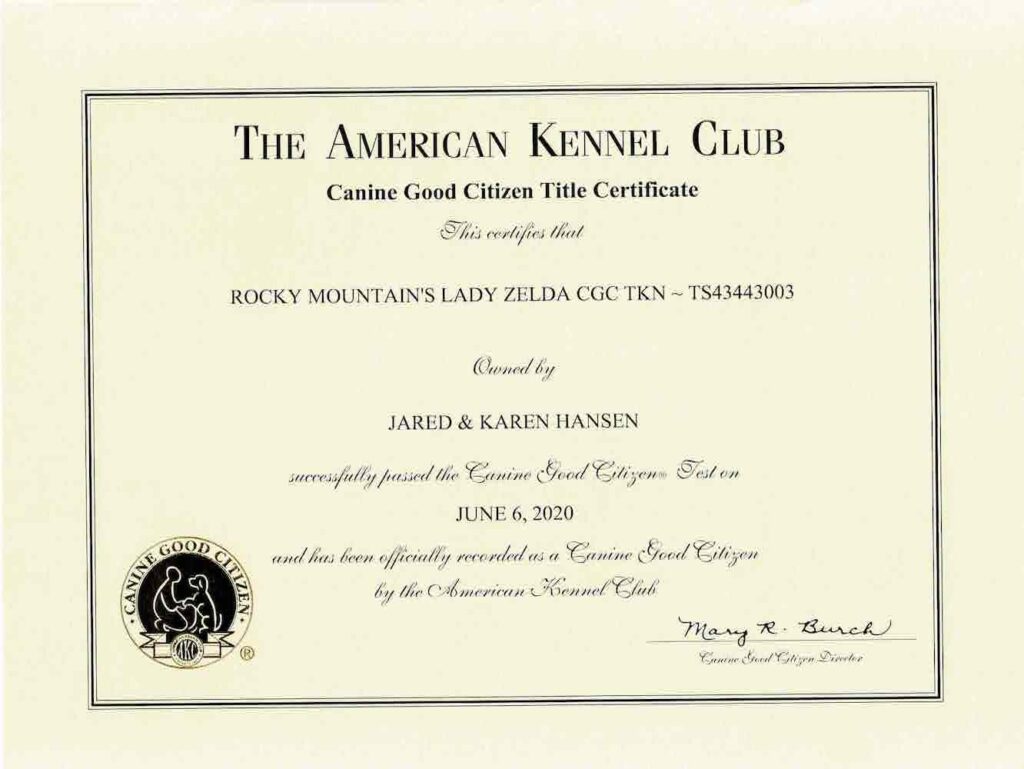 THE AMERICAN KENNEL CLUB
Canine Good Citizen Title Certificate
This certifies that
ROCKY MOUNTAIN'S LADY ZELDA CGC TKN ~ TS43443003
Owned by
JARED & KAREN HANSEN
successfully passed the Canine Good Citizen® Test on
JUNE 6, 2020
and has been officially recorded as a Canine Good Citizen
by the American Kennel Club
· CANINE GOOD CITIZEN ·
AKC
®
Mary R. Burch
Canine Good Citizen Director